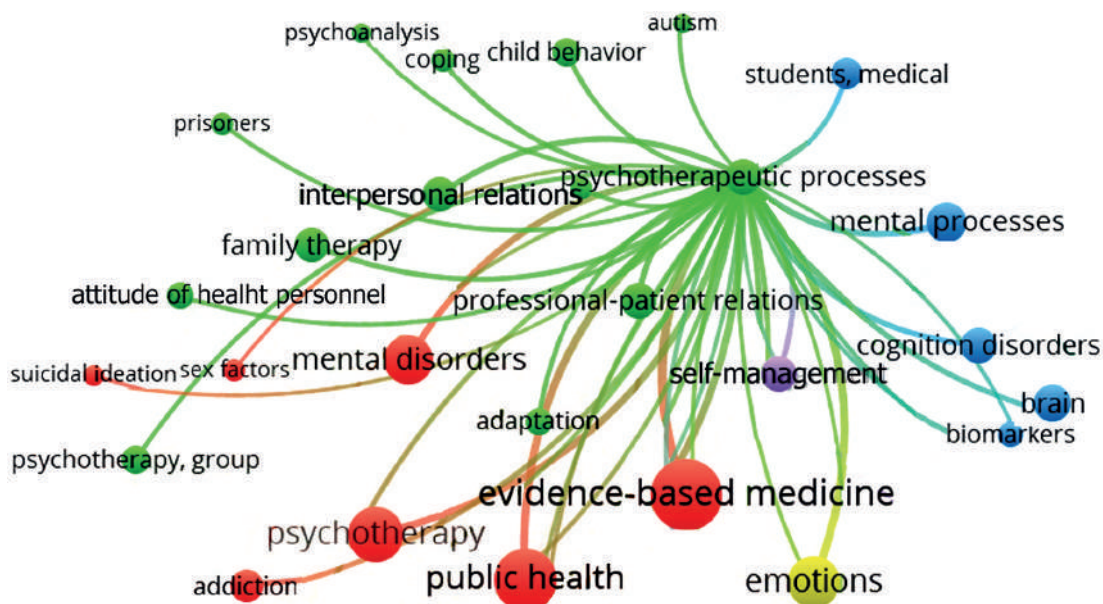 autism
psychoanalysis
coping
child behavior
students, medical
prisoners
psychotherapeutic processes
interpersonal relations
mental processes
family therapy
attitude of healht personnel
professional-patient relations
cognition disorders
mental disorders
sex factors
suicidal ideation
self-management
brain
adaptation
biomarkers
psychotherapy, group
evidence-based medicine
psychotherapy
public health
emotions
addiction